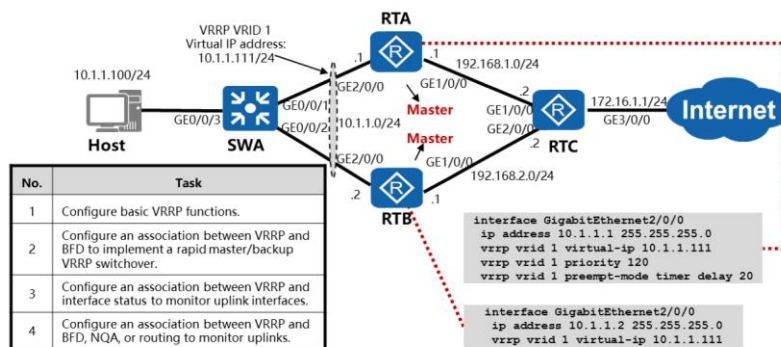 RTA
VRRP VRID 1
Virtual IP address:
10.1.1.111/24
.1
R
.1
192.168.1.0/24
10.1.1.100/24
GE2/0/0
GE1/0/0
.2
GE0/0/1
Master
GE1/0/0
172.16.1.1/24
Internet
GE0/0/3
GE0/0/2
10.1.1.0/24
Master
GE2/0/0
R
GE3/0/0
Host
SWA
.2
RTC
GE2/0/0
GE1/0/0
R
192.168.2.0/24
.2
.1
RTB
No.
Task
1
Configure basic VRRP functions.
2
Configure an association between VRRP and
BFD to implement a rapid master/backup
VRRP switchover.
3
Configure an association between VRRP and
interface status to monitor uplink interfaces.
4
Configure an association between VRRP and
BFD, NQA, or routing to monitor uplinks.
interface GigabitEthernet2/0/0
ip address 10.1.1.1 255.255.255.0
vrrp vrid 1 virtual-ip 10.1.1.111
vrrp vrid 1 priority 120
vrrp vrid 1 preempt-mode timer delay 20
interface GigabitEthernet2/0/0
ip address 10.1.1.2 255.255.255.0
vrrp vrid 1 virtual-ip 10.1.1.111